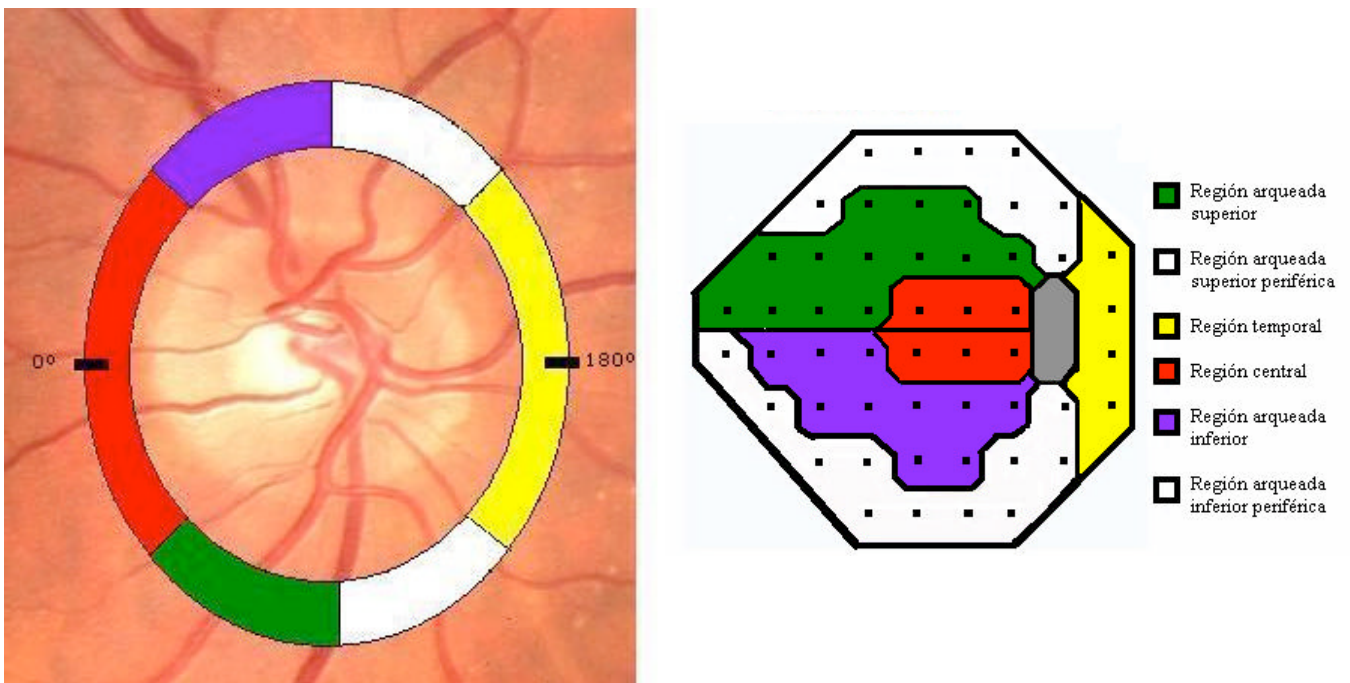 0º
180º
Región arqueada
superior
Región arqueada
superior periférica
Región temporal
Región central
Región arqueada
inferior
Región arqueada
inferior periférica